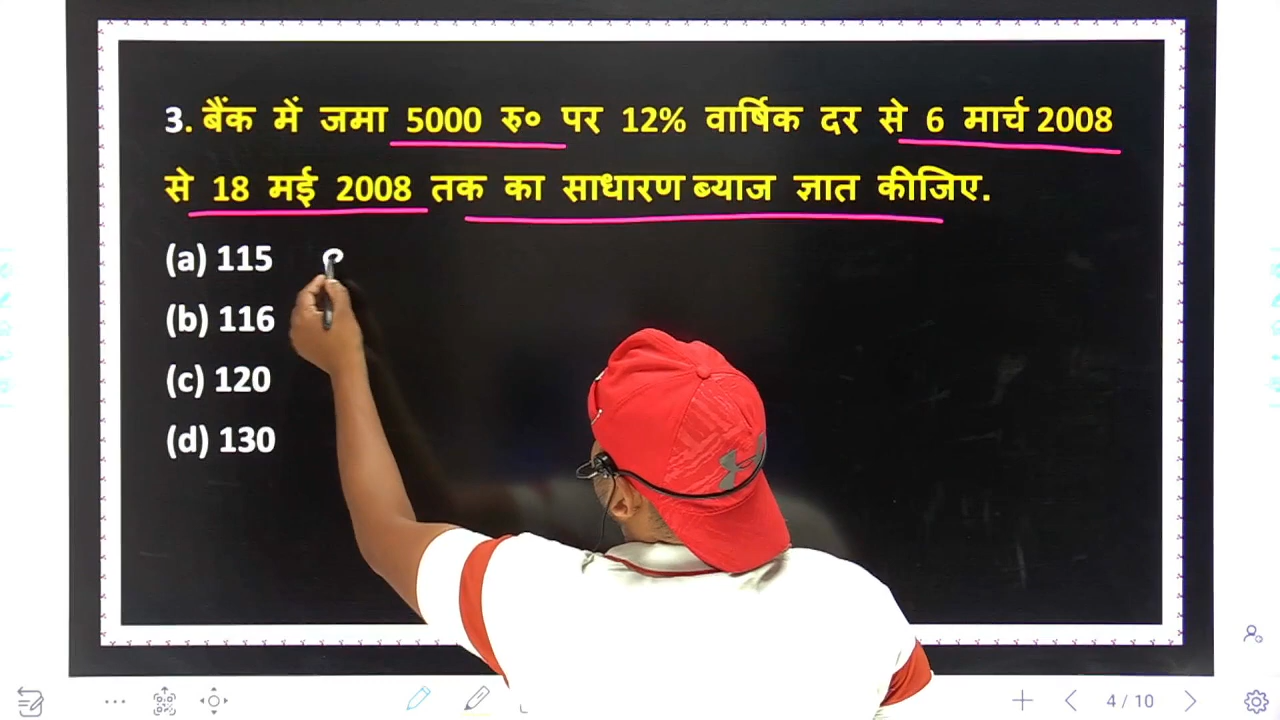 3. बैंक में जमा 5000 रु० पर 12% वार्षिक दर से 6 मार्च 2008
से 18 मई 2008 तक का साधारण ब्याज ज्ञात कीजिए.
(a) 115
(b) 116
(c) 120
(d) 130
4 / 10